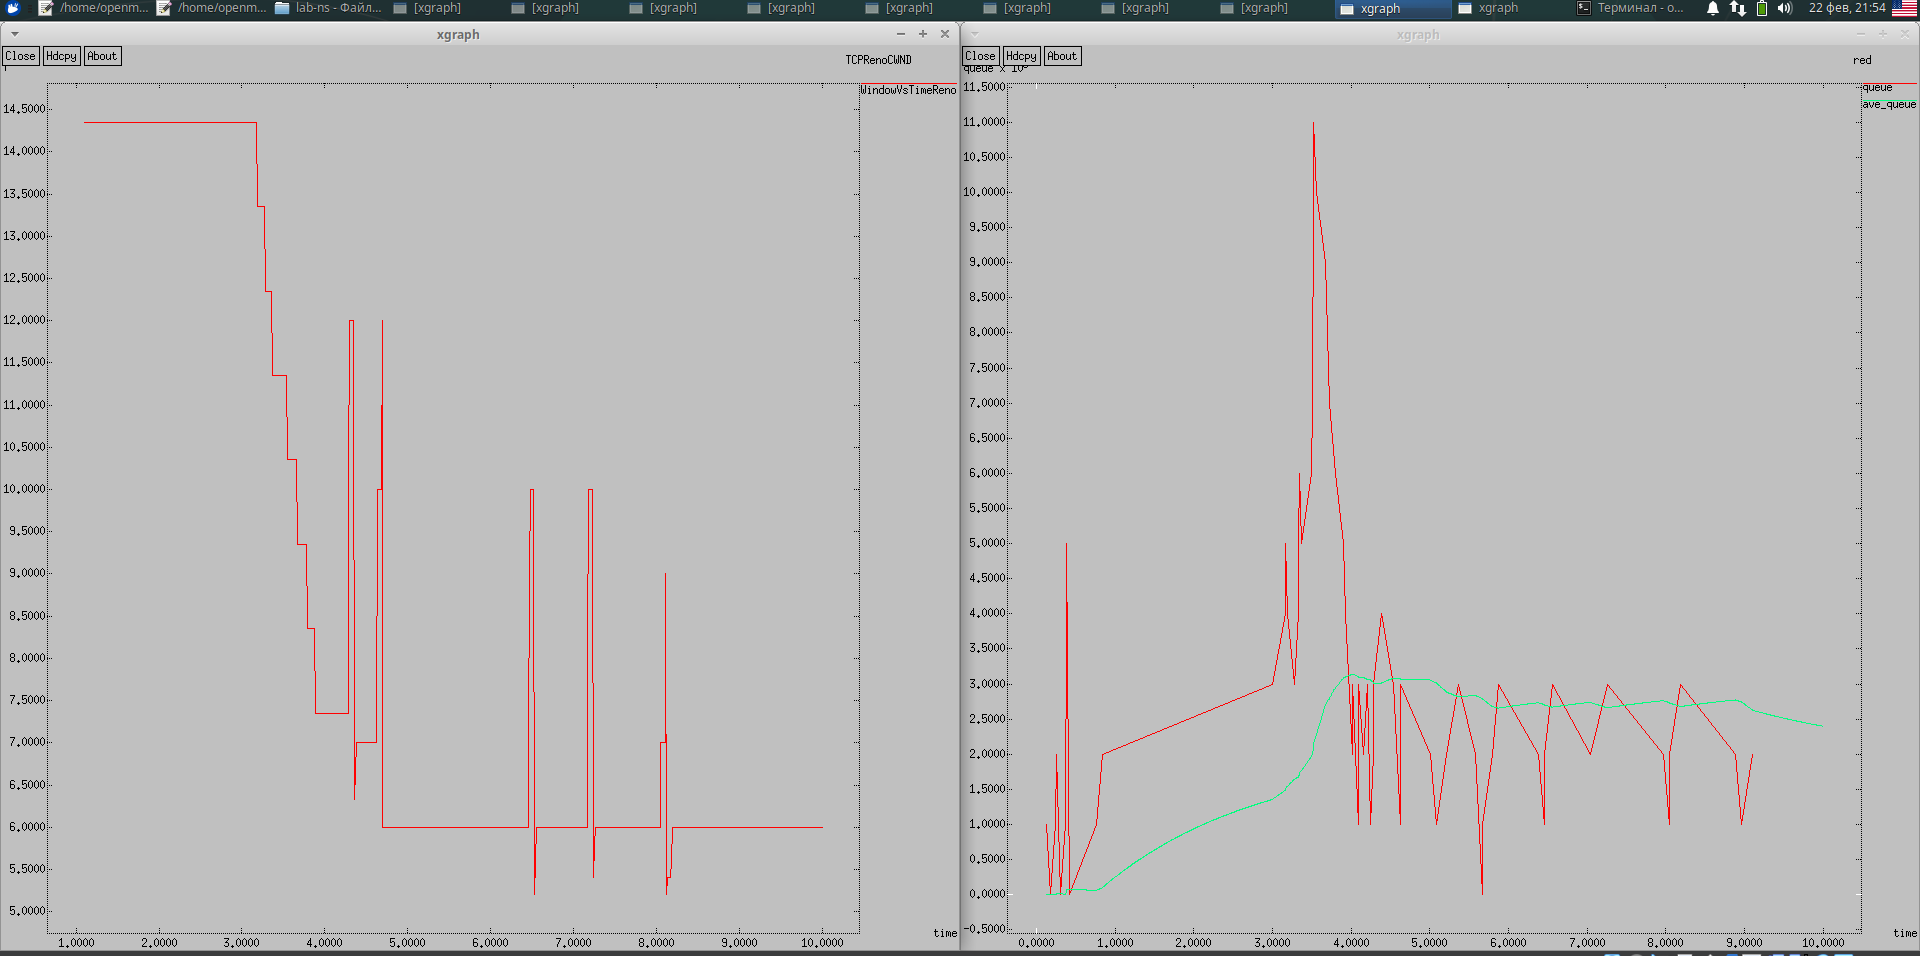 /home/openm...
/home/openm...
lab-ns - Файл...
[xgraph]
[xgraph]
[xgraph]
[xgraph]
[xgraph]
[xgraph]
[xgraph]
[xgraph]
xgraph
xgraph
Терминал - о...
22 фев, 21:54
xgraph
Close
Hdcpy
About
TCPRenoCWND
WindowVsTimeReno
14.5000
14.0000
13.5000
13.0000
12.5000
12.0000
11.5000
11.0000
10.5000
10.0000
9.5000
9.0000
8.5000
8.0000
7.5000
7.0000
6.5000
6.0000
5.5000
5.0000
time
1.0000
2.0000
3.0000
4.0000
5.0000
6.0000
7.0000
8.0000
9.0000
10.0000
xgraph
Close
Hdcpy
About
queue x 10
red
queue
ave_queue
11.5000
11.0000
10.5000
10.0000
9.5000
9.0000
8.5000
8.0000
7.5000
7.0000
6.5000
6.0000
5.5000
5.0000
4.5000
4.0000
3.5000
3.0000
2.5000
2.0000
1.5000
1.0000
0.5000
0.0000
-0.5000
time
0.0000
1.0000
2.0000
3.0000
4.0000
5.0000
6.0000
7.0000
8.0000
9.0000
10.0000